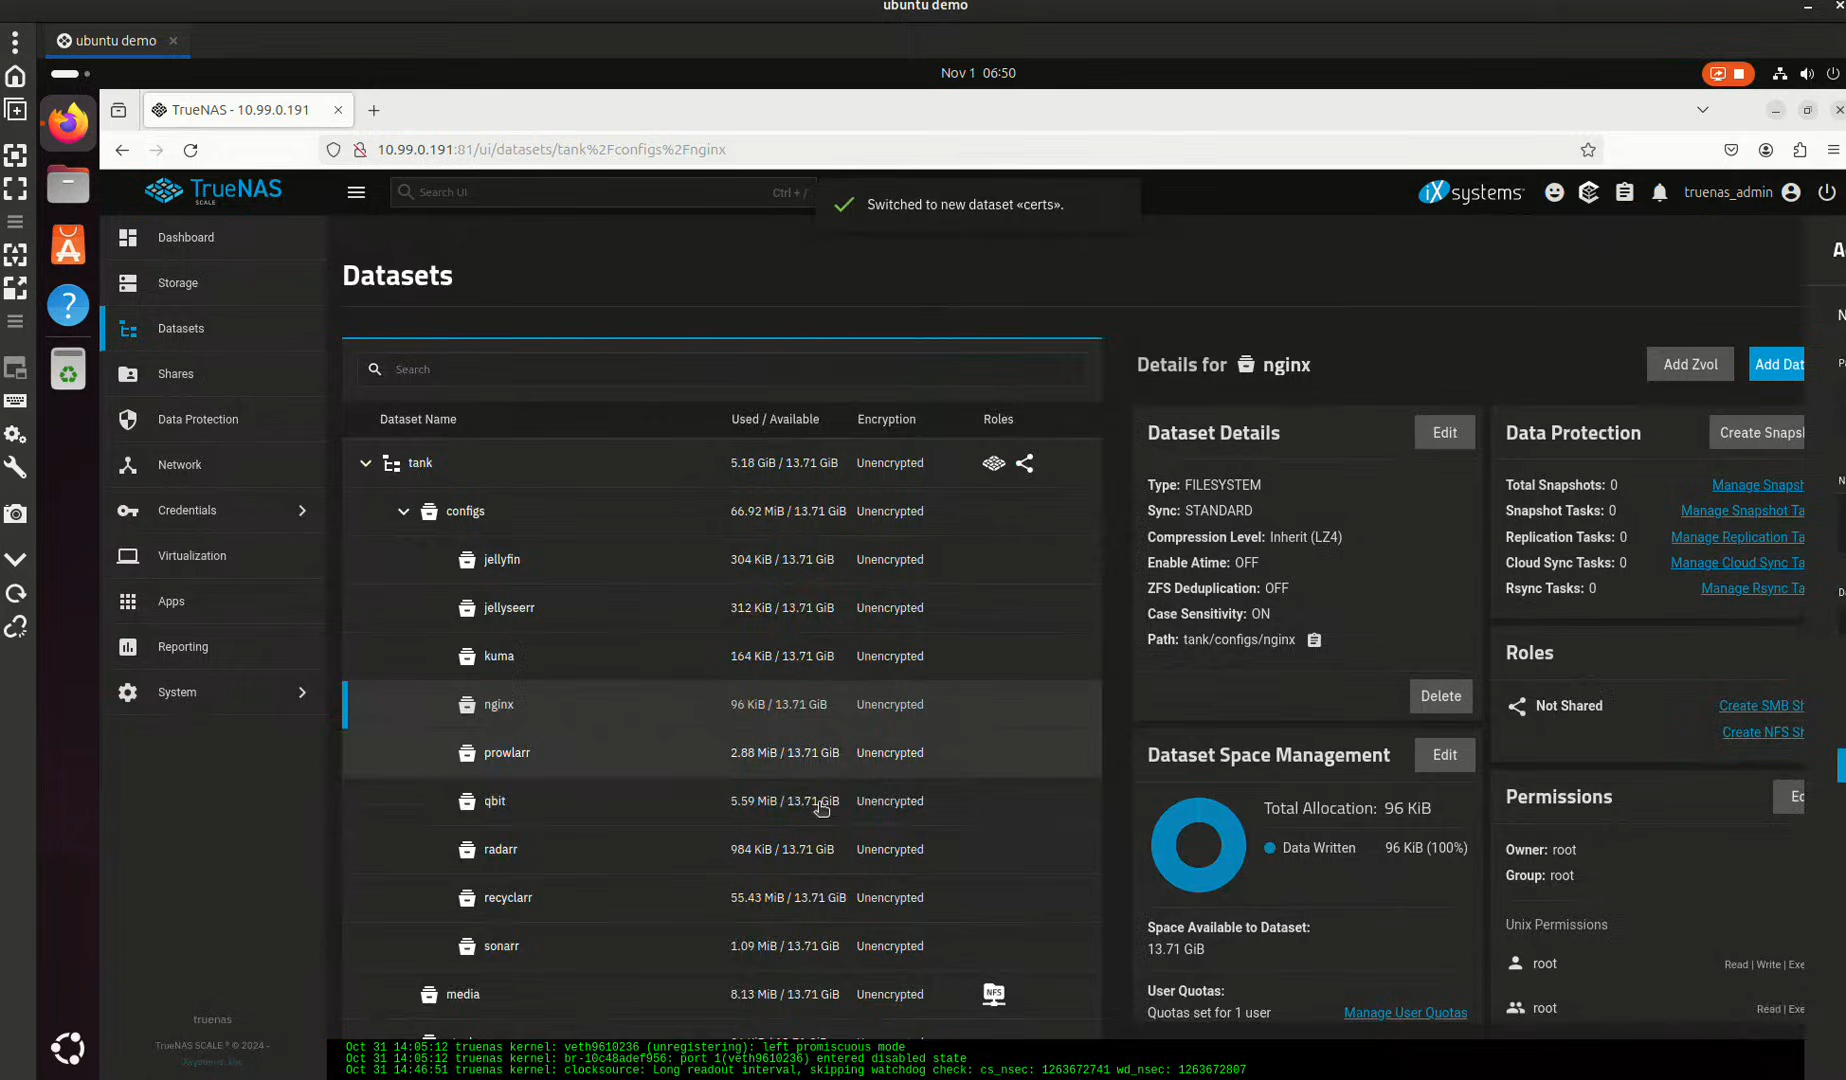 ubuntu demo
ubuntu demo
Nov 1 06:50
TrueNAS - 10.99.0.191
10.99.0.191:81/ui/datasets/tank%2Fconfigs%2Fnginx
TrueNAS
SCALE
Search UI
Ctrl + /
Switched to new dataset «certs».
iXsystems
truenas_admin
Dashboard
Storage
Datasets
Shares
Data Protection
Network
Credentials
Virtualization
Apps
Reporting
System
truenas
TrueNAS SCALE ® © 2024 -
Datasets
Search
Dataset Name Used / Available Encryption Roles
tank 5.18 GiB / 13.71 GiB Unencrypted
configs 66.92 MiB / 13.71 GiB Unencrypted
jellyfin 304 KiB / 13.71 GiB Unencrypted
jellyseerr 312 KiB / 13.71 GiB Unencrypted
kuma 164 KiB / 13.71 GiB Unencrypted
nginx 96 KiB / 13.71 GiB Unencrypted
prowlarr 2.88 MiB / 13.71 GiB Unencrypted
qbit 5.59 MiB / 13.71 GiB Unencrypted
radarr 984 KiB / 13.71 GiB Unencrypted
recyclarr 55.43 MiB / 13.71 GiB Unencrypted
sonarr 1.09 MiB / 13.71 GiB Unencrypted
media 8.13 MiB / 13.71 GiB Unencrypted NFS
Details for nginx
Add Zvol
Add Dat
Dataset Details
Edit
Type: FILESYSTEM
Sync: STANDARD
Compression Level: Inherit (LZ4)
Enable Atime: OFF
ZFS Deduplication: OFF
Case Sensitivity: ON
Path: tank/configs/nginx
Delete
Dataset Space Management
Edit
Total Allocation: 96 KiB
Data Written 96 KiB (100%)
Space Available to Dataset:
13.71 GiB
User Quotas:
Quotas set for 1 user
Manage User Quotas
Data Protection
Create Snapsl
Total Snapshots: 0 Manage Snapsh
Snapshot Tasks: 0 Manage Snapshot Ta
Replication Tasks: 0 Manage Replication Ta
Cloud Sync Tasks: 0 Manage Cloud Sync Ta
Rsync Tasks: 0 Manage Rsync Ta
Roles
Not Shared
Create SMB Sh
Create NFS Sh
Permissions
Ec
Owner: root
Group: root
Unix Permissions
root Read | Write | Exe
root Read | Exe
Oct 31 14:05:12 truenas kernel: veth9610236 (unregistering): left promiscuous mode
Oct 31 14:05:12 truenas kernel: br-10c48adef956: port 1(veth9610236) entered disabled state
Oct 31 14:46:51 truenas kernel: clocksource: Long readout interval, skipping watchdog check: cs_nsec: 1263672741 wd_nsec: 1263672807